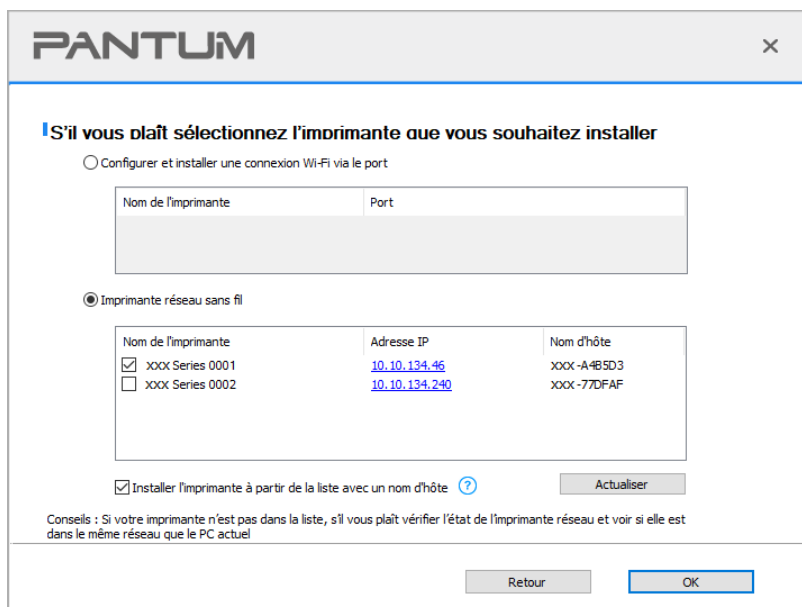 PANTUM
S'il vous plaît sélectionnez l'imprimante que vous souhaitez installer
Configurer et installer une connexion Wi-Fi via le port
Nom de l'imprimante Port
Imprimante réseau sans fil
Nom de l'imprimante Adresse IP Nom d'hôte
XXX Series 0001 10.10.134.46 XXX-A4B5D3
XXX Series 0002 10.10.134.240 XXX-77DFAF
Installer l'imprimante à partir de la liste avec un nom d'hôte ? Actualiser
Conseils : Si votre imprimante n'est pas dans la liste, s'il vous plaît vérifier l'état de l'imprimante réseau et voir si elle est
dans le même réseau que le PC actuel
Retour OK